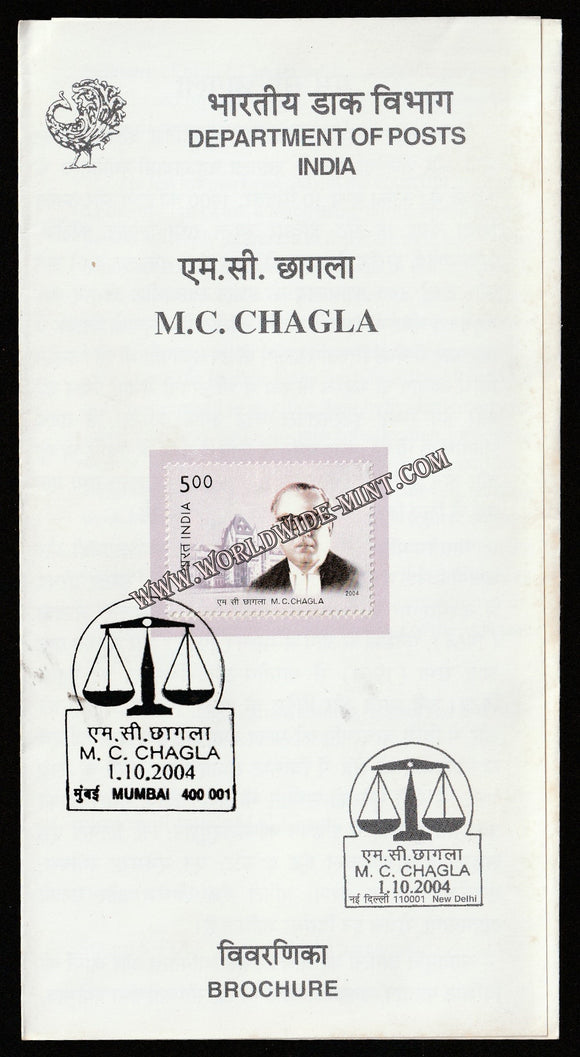 भारतीय डाक विभाग
DEPARTMENT OF POSTS
INDIA
एम.सी. छागला
M.C. CHAGLA
5.00
भारत INDIA
WWW.WORLDWIDE-MINT.COM
एम सी छागला M.C.CHAGLA
2004
एम.सी.छागला
M. C. CHAGLA
1.10.2004
मुंबई MUMBAI 400 001
एम.सी.छागला
M. C. CHAGLA
1.10.2004
नई दिल्ली 110001 New Delhi
विवरणिका
BROCHURE